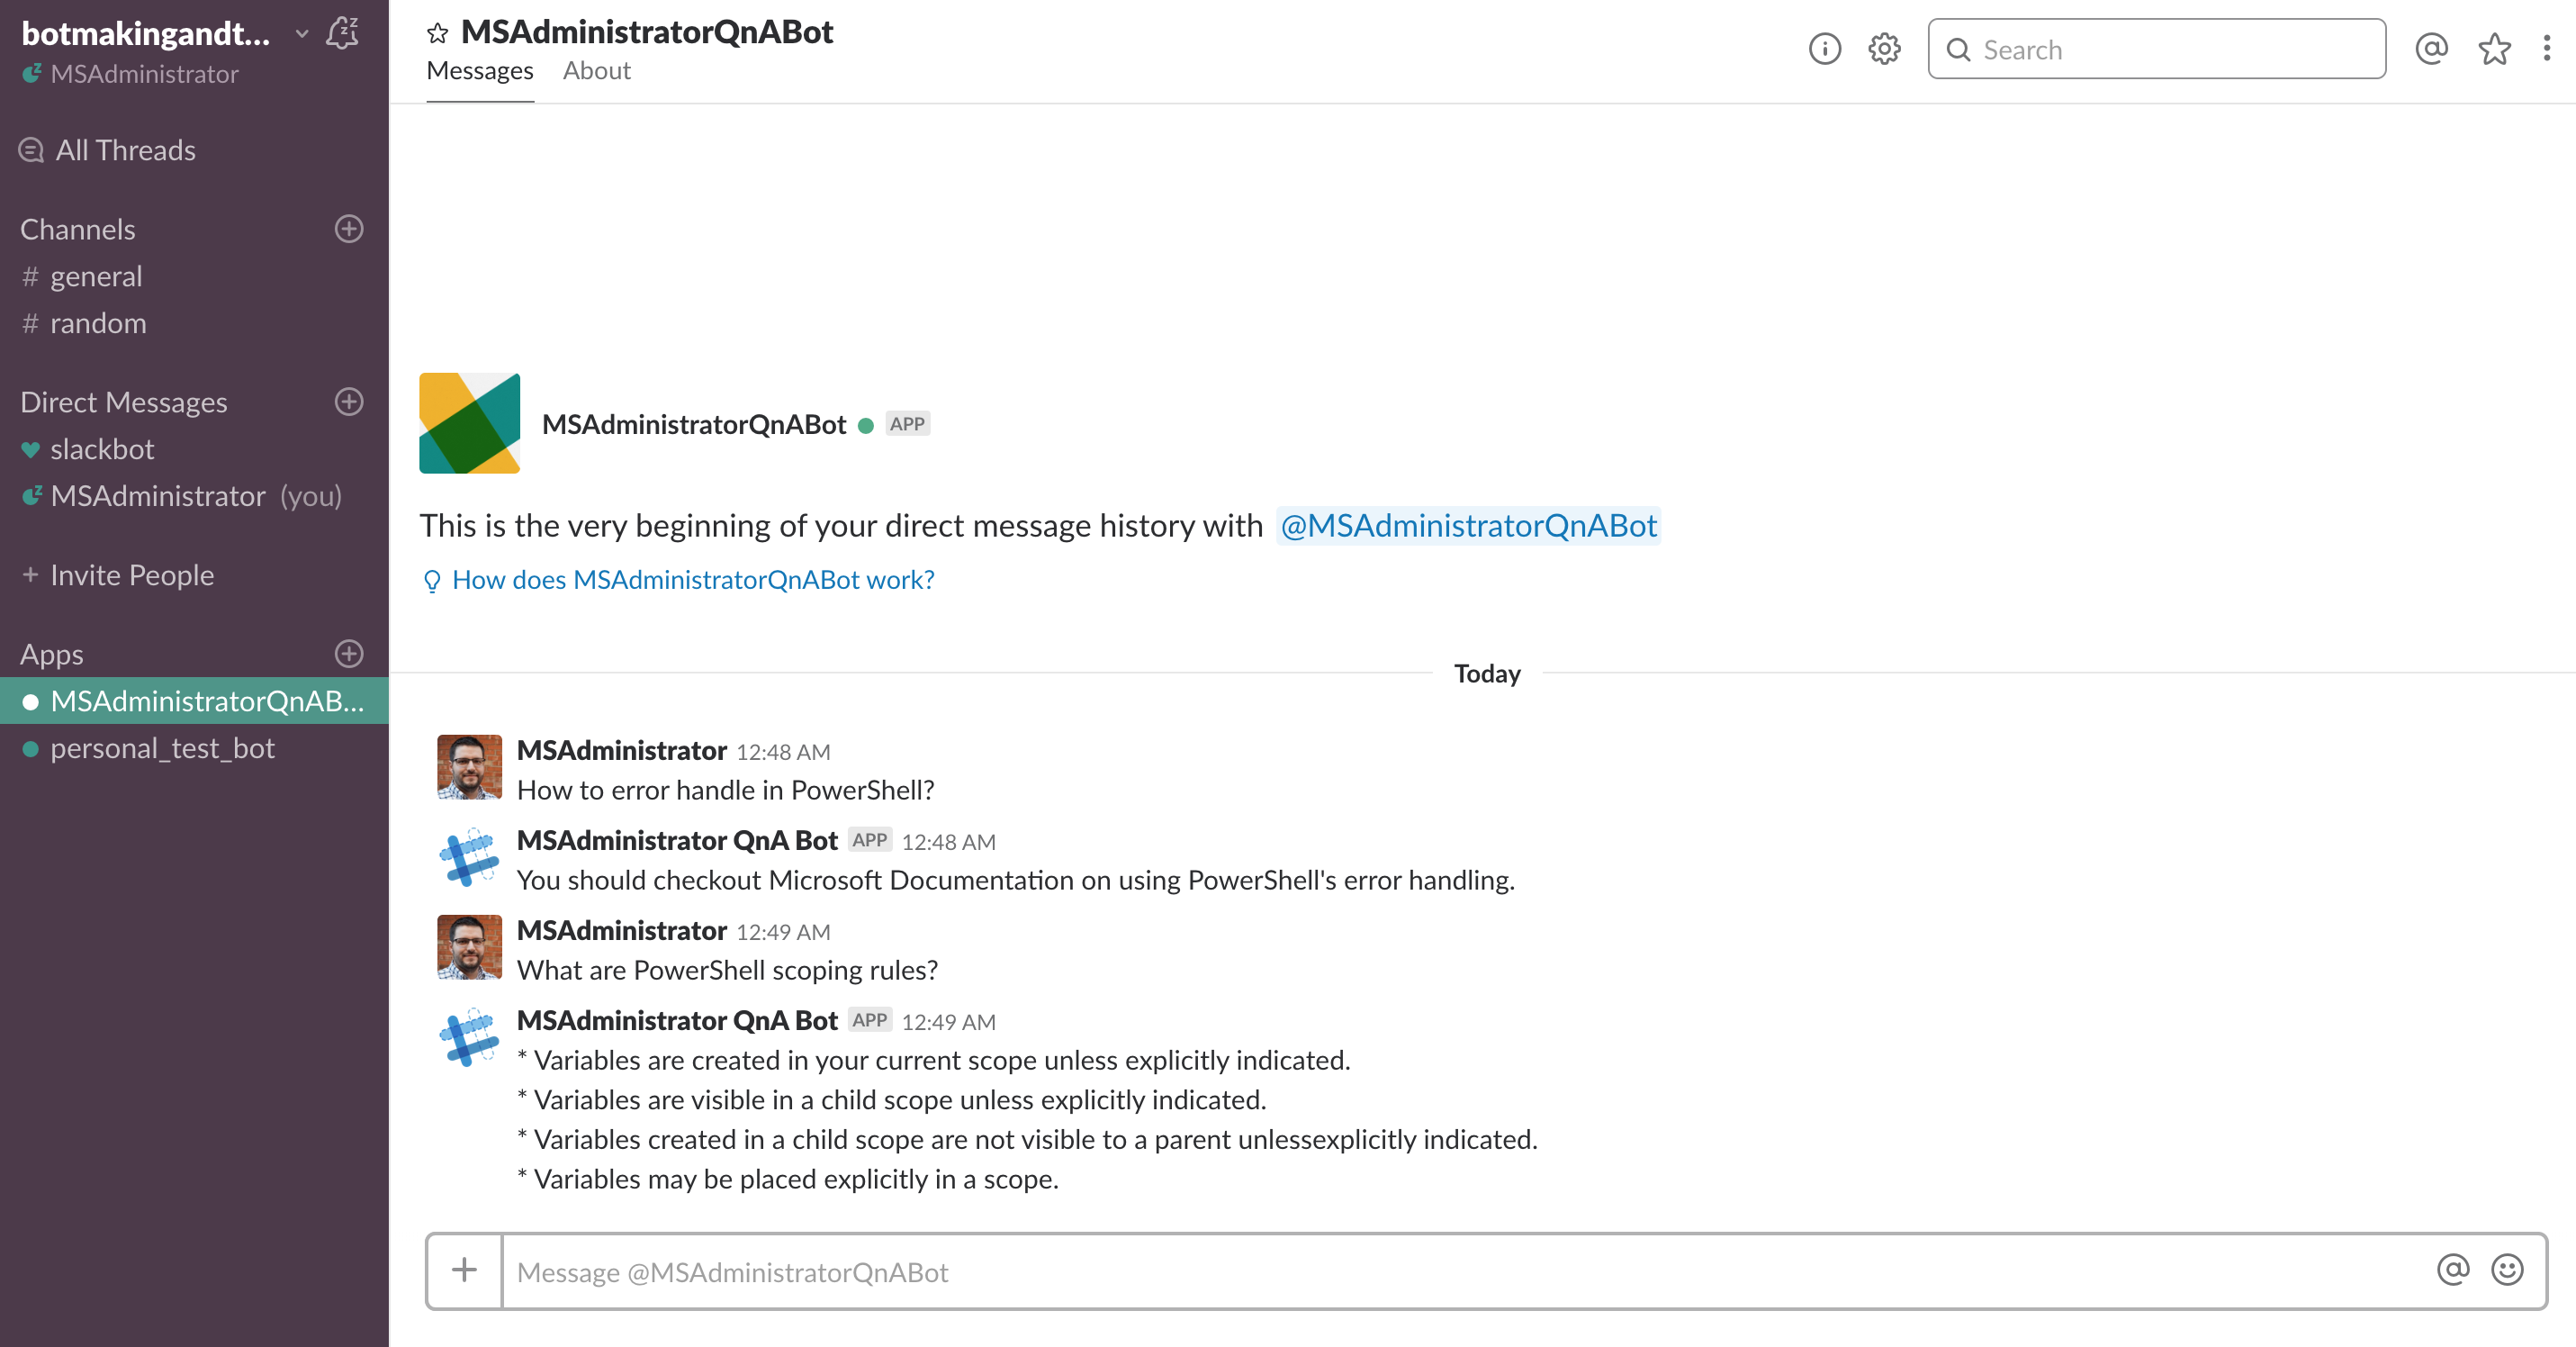 botmakingandt...
MSAdministrator
All Threads
Channels
# general
# random
Direct Messages
slackbot
MSAdministrator (you)
+ Invite People
Apps
MSAdministratorQnAB...
personal_test_bot
MSAdministratorQnABot
Messages About
Search
MSAdministratorQnABot APP
This is the very beginning of your direct message history with @MSAdministratorQnABot
How does MSAdministratorQnABot work?
Today
MSAdministrator 12:48 AM
How to error handle in PowerShell?
MSAdministrator QnA Bot APP 12:48 AM
You should checkout Microsoft Documentation on using PowerShell's error handling.
MSAdministrator 12:49 AM
What are PowerShell scoping rules?
MSAdministrator QnA Bot APP 12:49 AM
* Variables are created in your current scope unless explicitly indicated.
* Variables are visible in a child scope unless explicitly indicated.
* Variables created in a child scope are not visible to a parent unlessexplicitly indicated.
* Variables may be placed explicitly in a scope.
Message @MSAdministratorQnABot